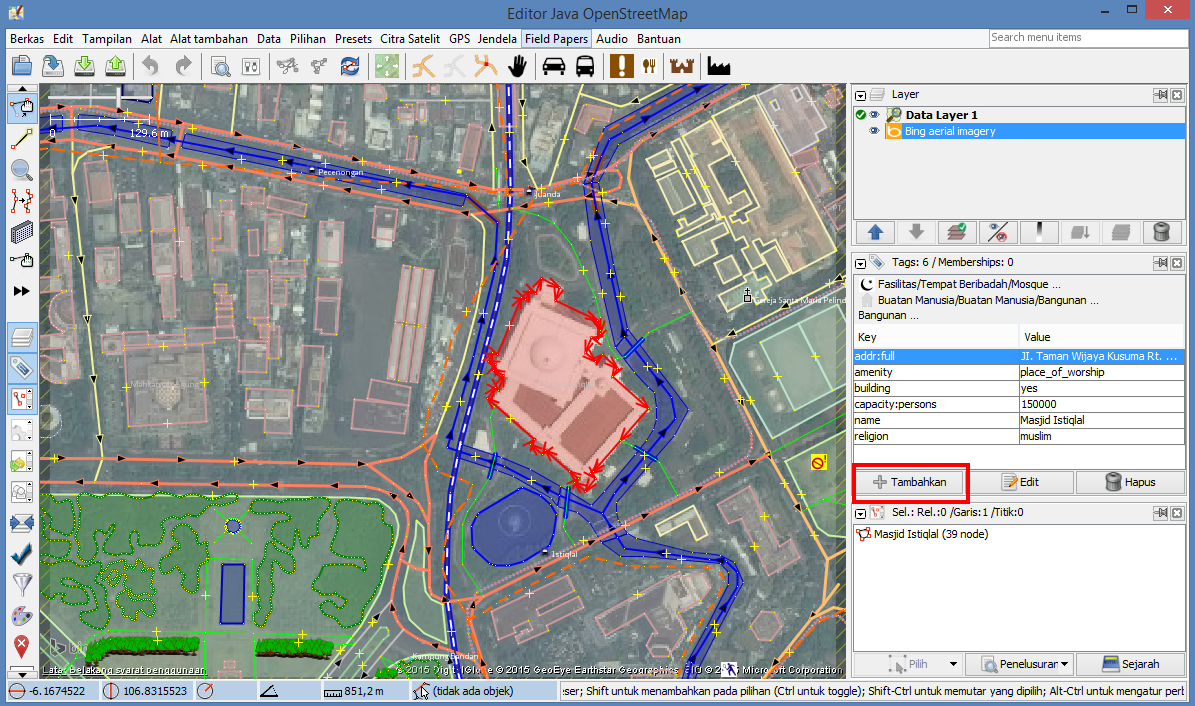 Editor Java OpenStreetMap
Berkas Edit Tampilan Alat Alat tambahan Data Pilihan Presets Citra Satelit GPS Jendela Field Papers Audio Bantuan
Search menu items
0 129.6 m
Pecenongan
Juanda
Gereja Santa Maria Pelind
Istiqlal
Kampung Bandan
Lata: Belakang syarat penggunaan
© 2015 GeoEye Earthstar Geographics
Microsoft Corporation
Layer
Data Layer 1
Bing aerial imagery
Tags: 6 / Memberships: 0
Fasilitas/Tempat Beribadah/Mosque ...
Buatan Manusia/Buatan Manusia/Bangunan ...
Bangunan ...
Key Value
addr:full Jl. Taman Wijaya Kusuma Rt. ...
amenity place_of_worship
building yes
capacity:persons 150000
name Masjid Istiqlal
religion muslim
Tambahkan Edit Hapus
Sel.: Rel.:0 /Garis:1 /Titik:0
Masjid Istiqlal (39 node)
Pilih Penelusuran Sejarah
-6.1674522 106.8315523 851,2 m (tidak ada objek) eser; Shift untuk menambahkan pada pilihan (Ctrl untuk toggle); Shift-Ctrl untuk memutar yang dipilih; Alt-Ctrl untuk mengatur perb